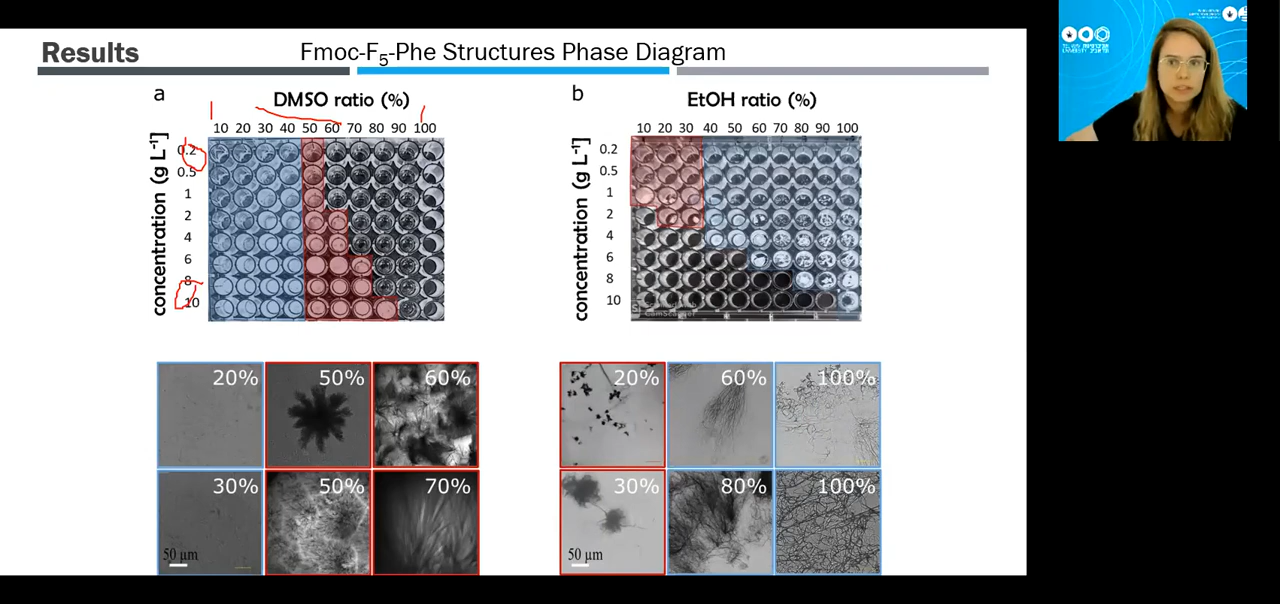 Results
Fmoc-F5-Phe Structures Phase Diagram
a
DMSO ratio (%)
10 20 30 40 50 60 70 80 90 100
concentration (g L-1]
0.2
0.5
1
2
4
6
8
10
b
EtOH ratio (%)
10 20 30 40 50 60 70 80 90 100
concentration (g L-1]
0.2
0.5
1
2
4
6
8
10
CamScanner
20% 50% 60%
30% 50% 70%
50 µm
20% 60% 100%
30% 80% 100%
50 µm